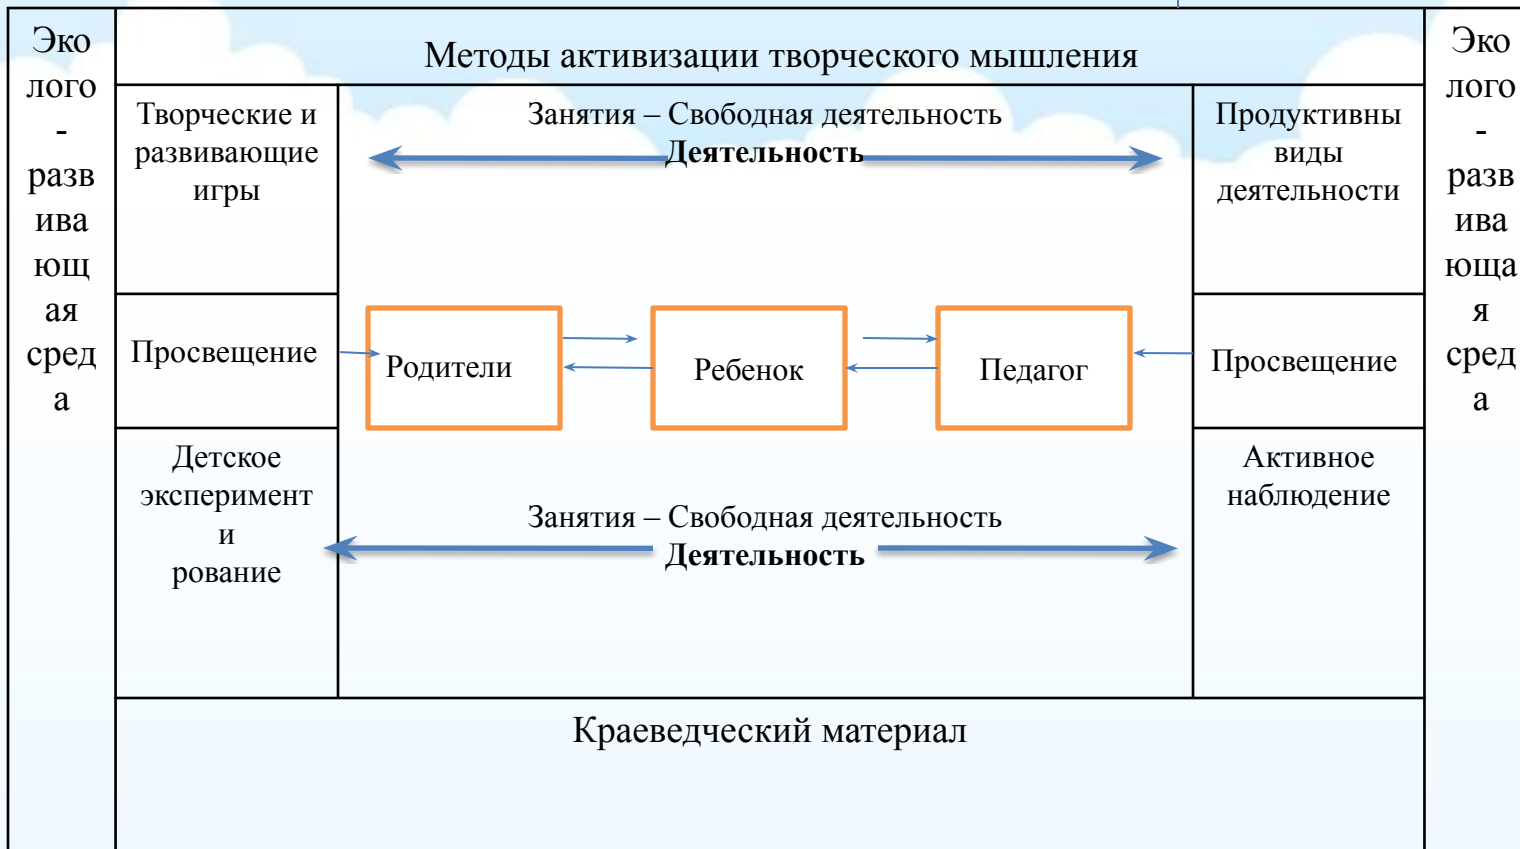 Эко
лого
-
разв
ива
ющ
ая
сред
а
Методы активизации творческого мышления
Эко
лого
-
разв
ива
юща
я
сред
а
Творческие и
развивающие
игры
Занятия – Свободная деятельность
Деятельность
Продуктивны
виды
деятельности
Просвещение
Родители
Ребенок
Педагог
Просвещение
Детское
эксперимент
и
рование
Занятия – Свободная деятельность
Деятельность
Активное
наблюдение
Краеведческий материал